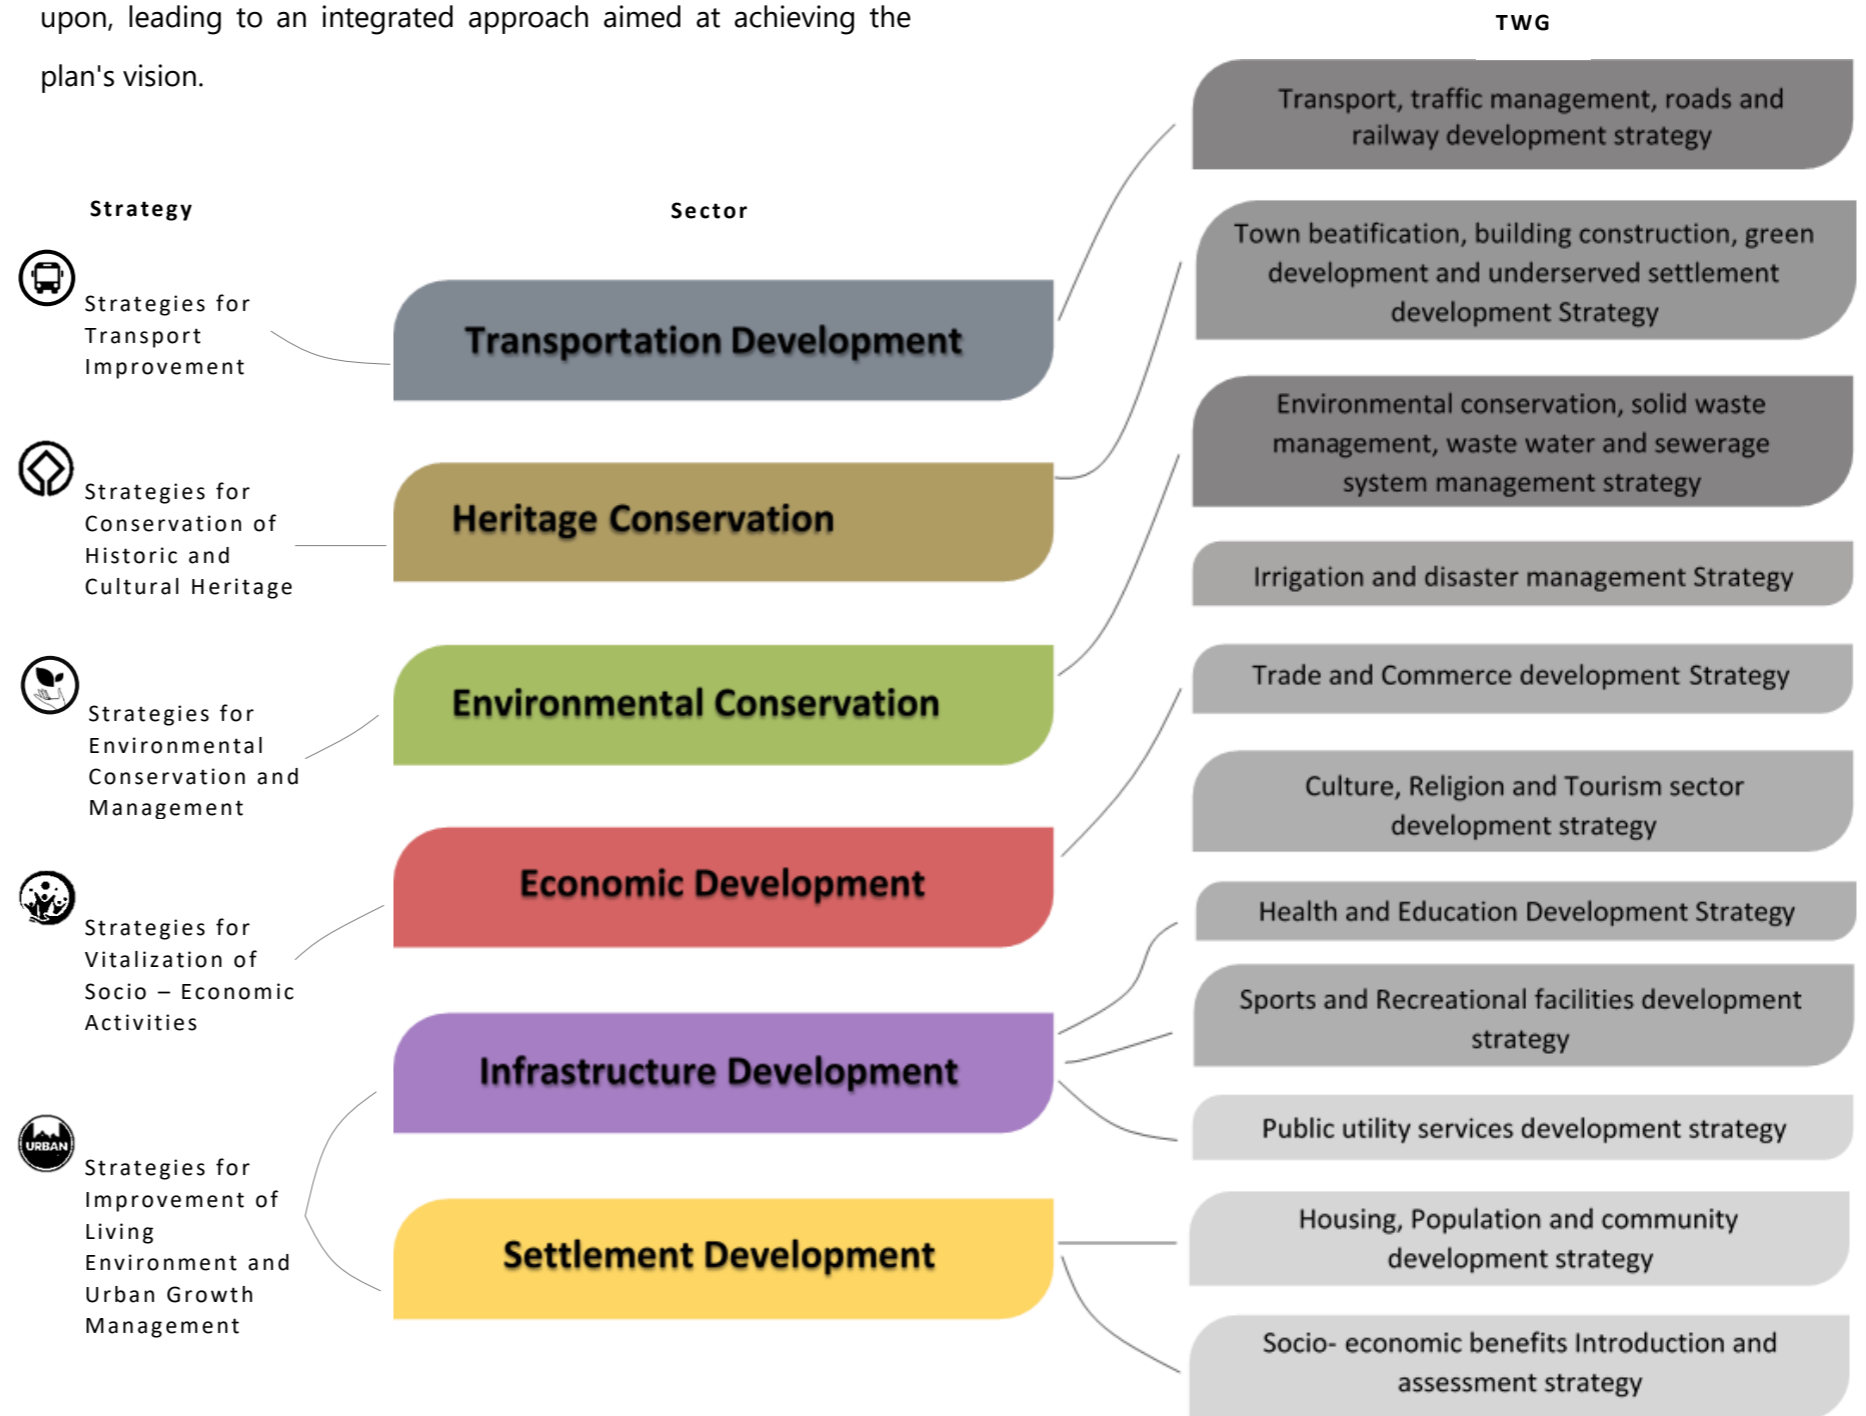 upon, leading to an integrated approach aimed at achieving the
plan's vision.
Strategy
Strategies for
Transport
Improvement
Strategies for
Conservation of
Historic and
Cultural Heritage
Strategies for
Environmental
Conservation and
Management
Strategies for
Vitalization of
Socio – Economic
Activities
URBAN
Strategies for
Improvement of
Living
Environment and
Urban Growth
Management
Sector
Transportation Development
Heritage Conservation
Environmental Conservation
Economic Development
Infrastructure Development
Settlement Development
TWG
Transport, traffic management, roads and
railway development strategy
Town beatification, building construction, green
development and underserved settlement
development Strategy
Environmental conservation, solid waste
management, waste water and sewerage
system management strategy
Irrigation and disaster management Strategy
Trade and Commerce development Strategy
Culture, Religion and Tourism sector
development strategy
Health and Education Development Strategy
Sports and Recreational facilities development
strategy
Public utility services development strategy
Housing, Population and community
development strategy
Socio- economic benefits Introduction and
assessment strategy